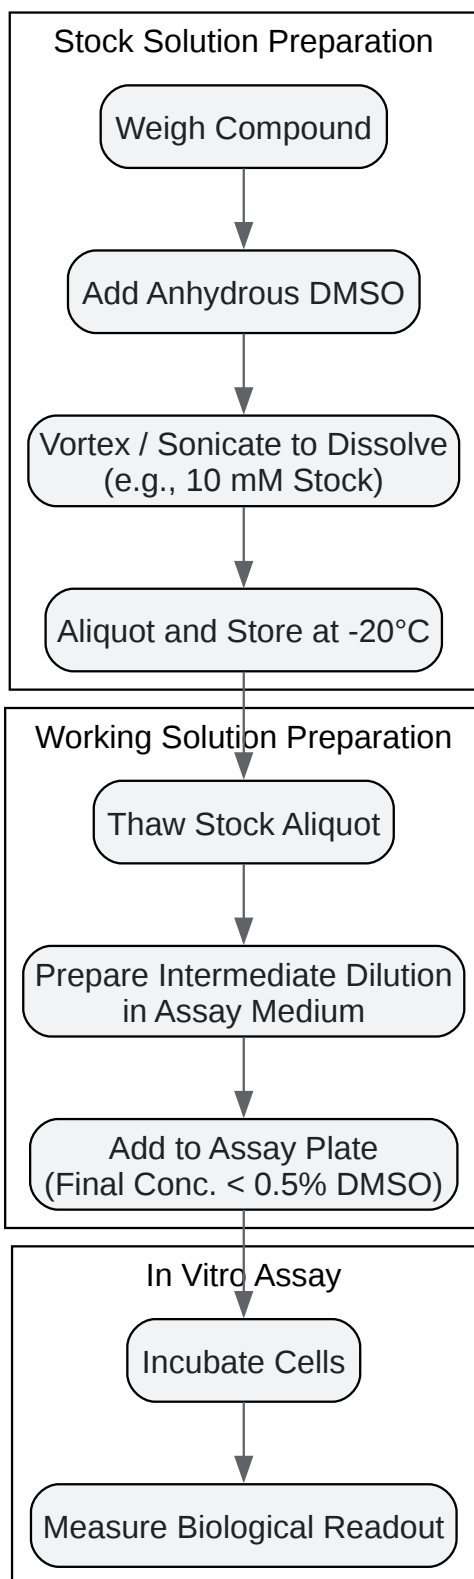 Stock Solution Preparation
Weigh Compound
Add Anhydrous DMSO
Vortex / Sonicate to Dissolve
(e.g., 10 mM Stock)
Aliquot and Store at -20°C
Working Solution Preparation
Thaw Stock Aliquot
Prepare Intermediate Dilution
in Assay Medium
Add to Assay Plate
(Final Conc. < 0.5% DMSO)
In Vitro Assay
Incubate Cells
Measure Biological Readout